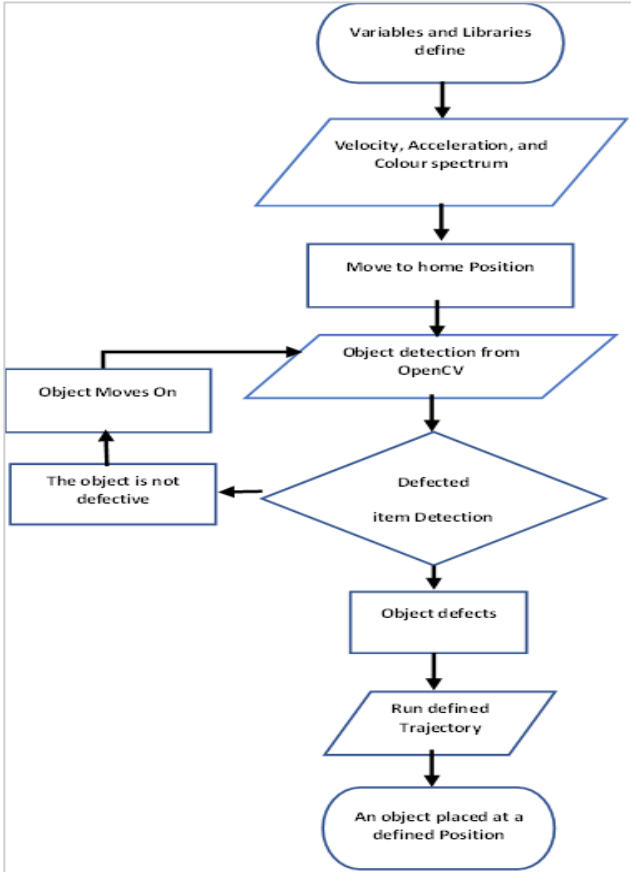 Variables and Libraries
define
Velocity, Acceleration, and
Colour spectrum
Move to home Position
Object detection from
OpenCV
Object Moves On
The object is not
defective
Defected
item Detection
Object defects
Run defined
Trajectory
An object placed at a
defined Position